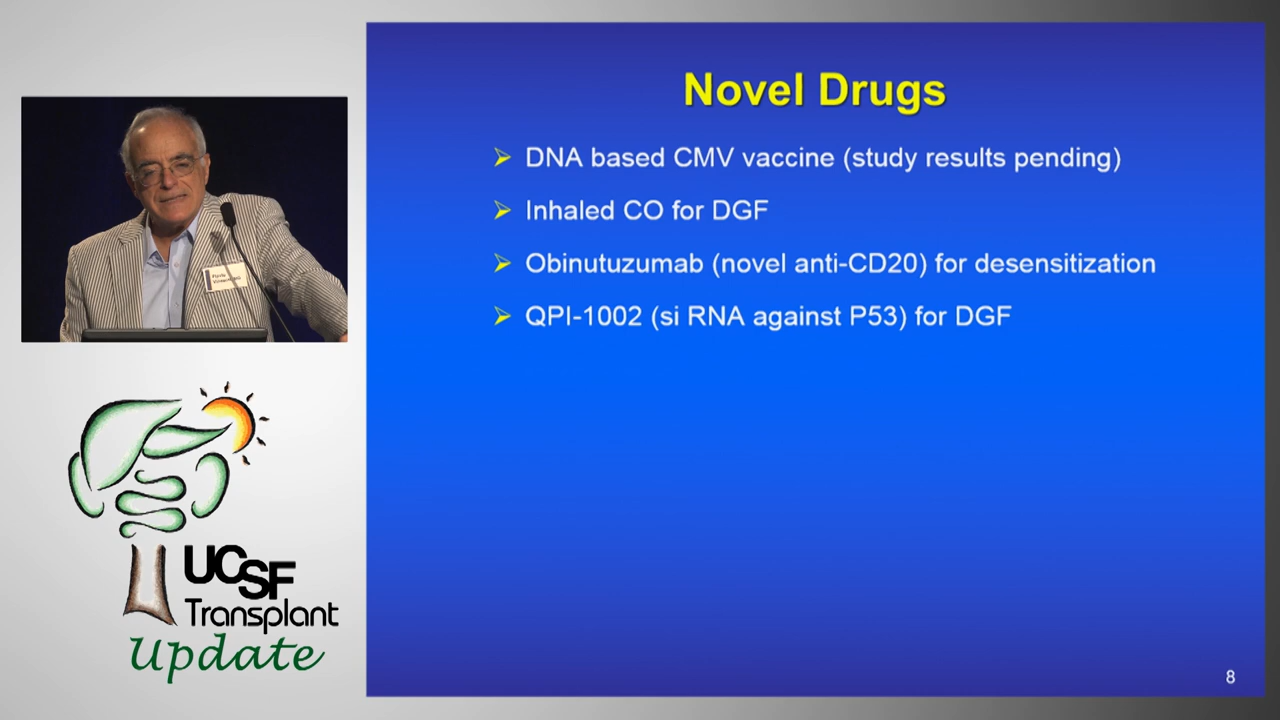 Novel Drugs
DNA based CMV vaccine (study results pending)
Inhaled CO for DGF
Obinutuzumab (novel anti-CD20) for desensitization
QPI-1002 (si RNA against P53) for DGF
8
UCSF
Transplant
Update